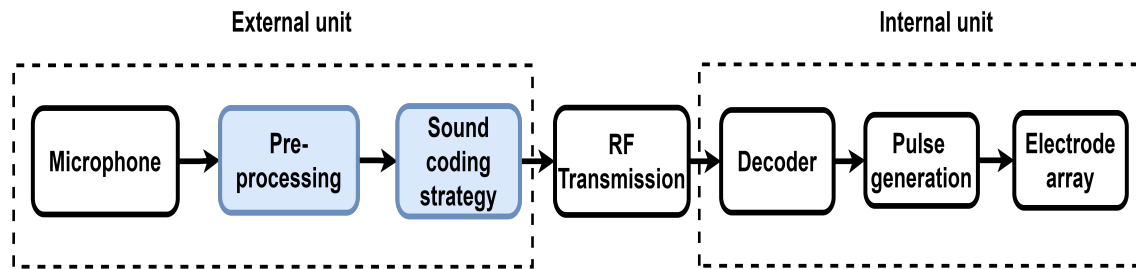 External unit
Internal unit
Microphone
Pre-
processing
Sound
coding
strategy
RF
Transmission
Decoder
Pulse
generation
Electrode
array